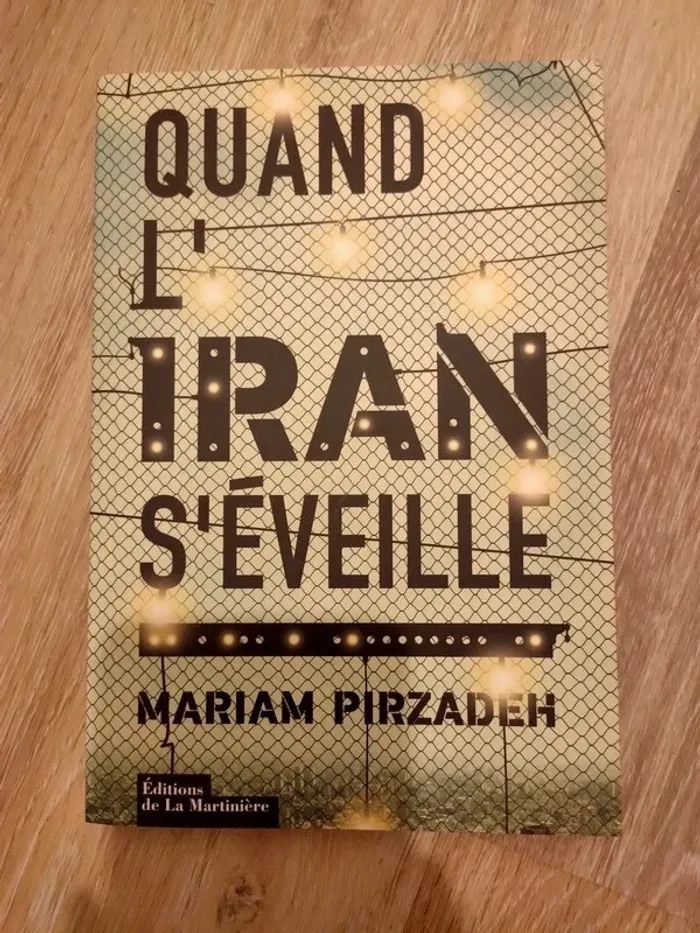 QUAND
L'
IRAN
S'ÉVEILLE
MARIAM PIRZADEH
Éditions
de La Martinière